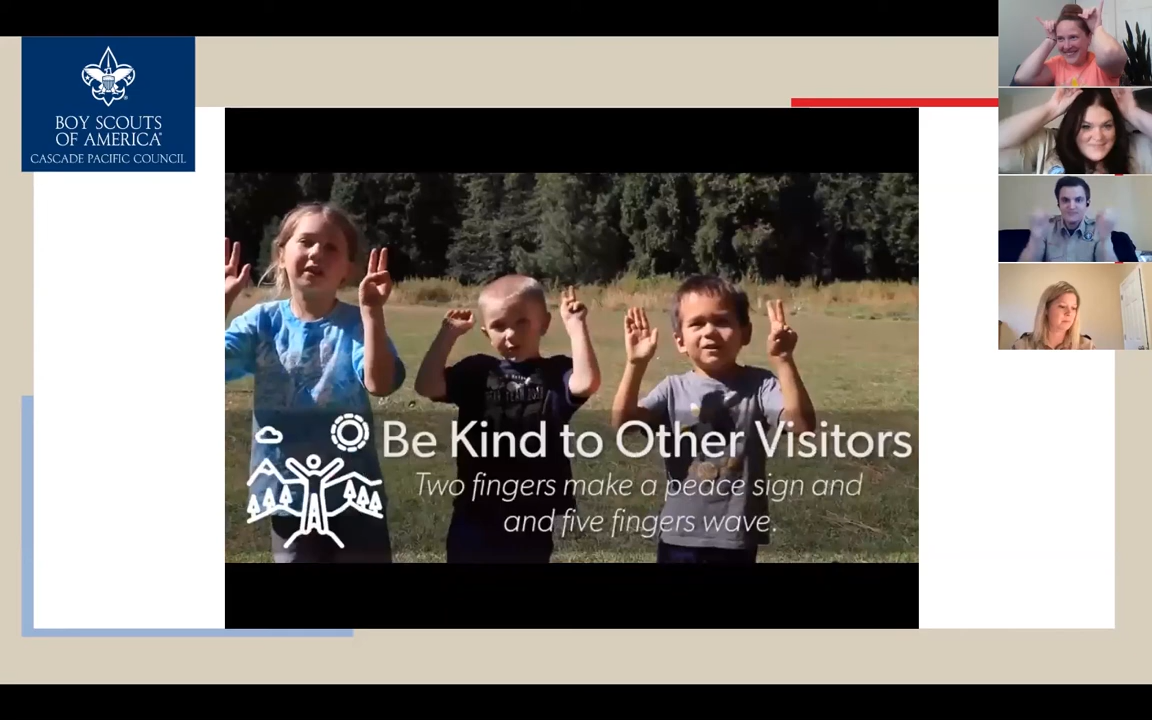 BOY SCOUTS
OF AMERICA
CASCADE PACIFIC COUNCIL
Be Kind to Other Visitors
Two fingers make a peace sign and
and five fingers wave.